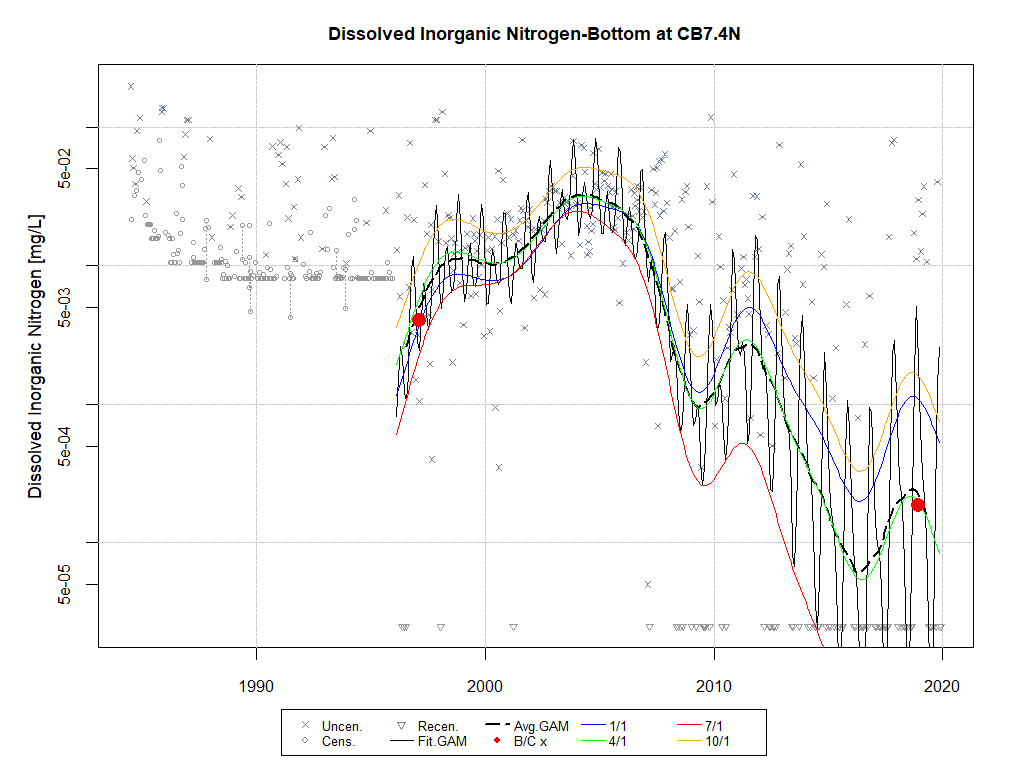 Dissolved Inorganic Nitrogen-Bottom at CB7.4N
Dissolved Inorganic Nitrogen [mg/L]
5e-02
5e-03
5e-04
5e-05
1990 2000 2010 2020
Uncen. Recen. Avg.GAM 1/1 7/1
Cens. Fit.GAM B/C x 4/1 10/1